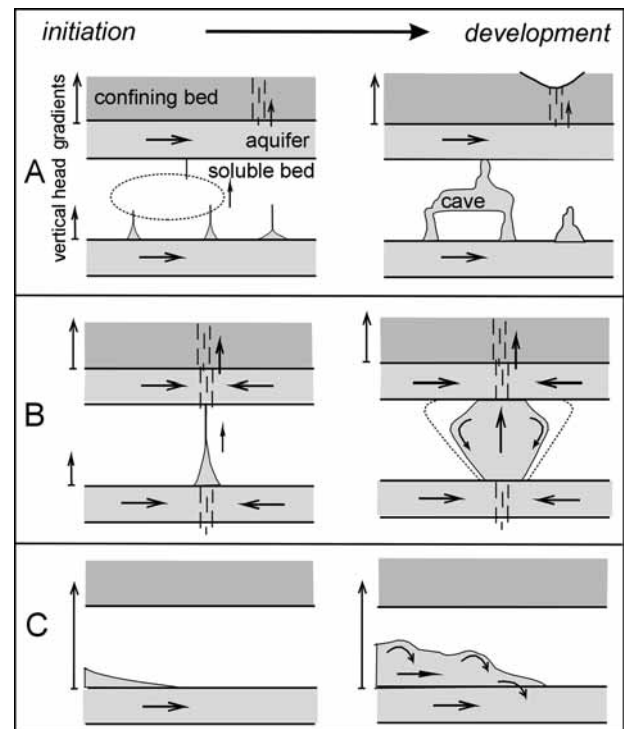 initiation
development
confining bed
aquifer
A
vertical head gradients
soluble bed
cave
B
C